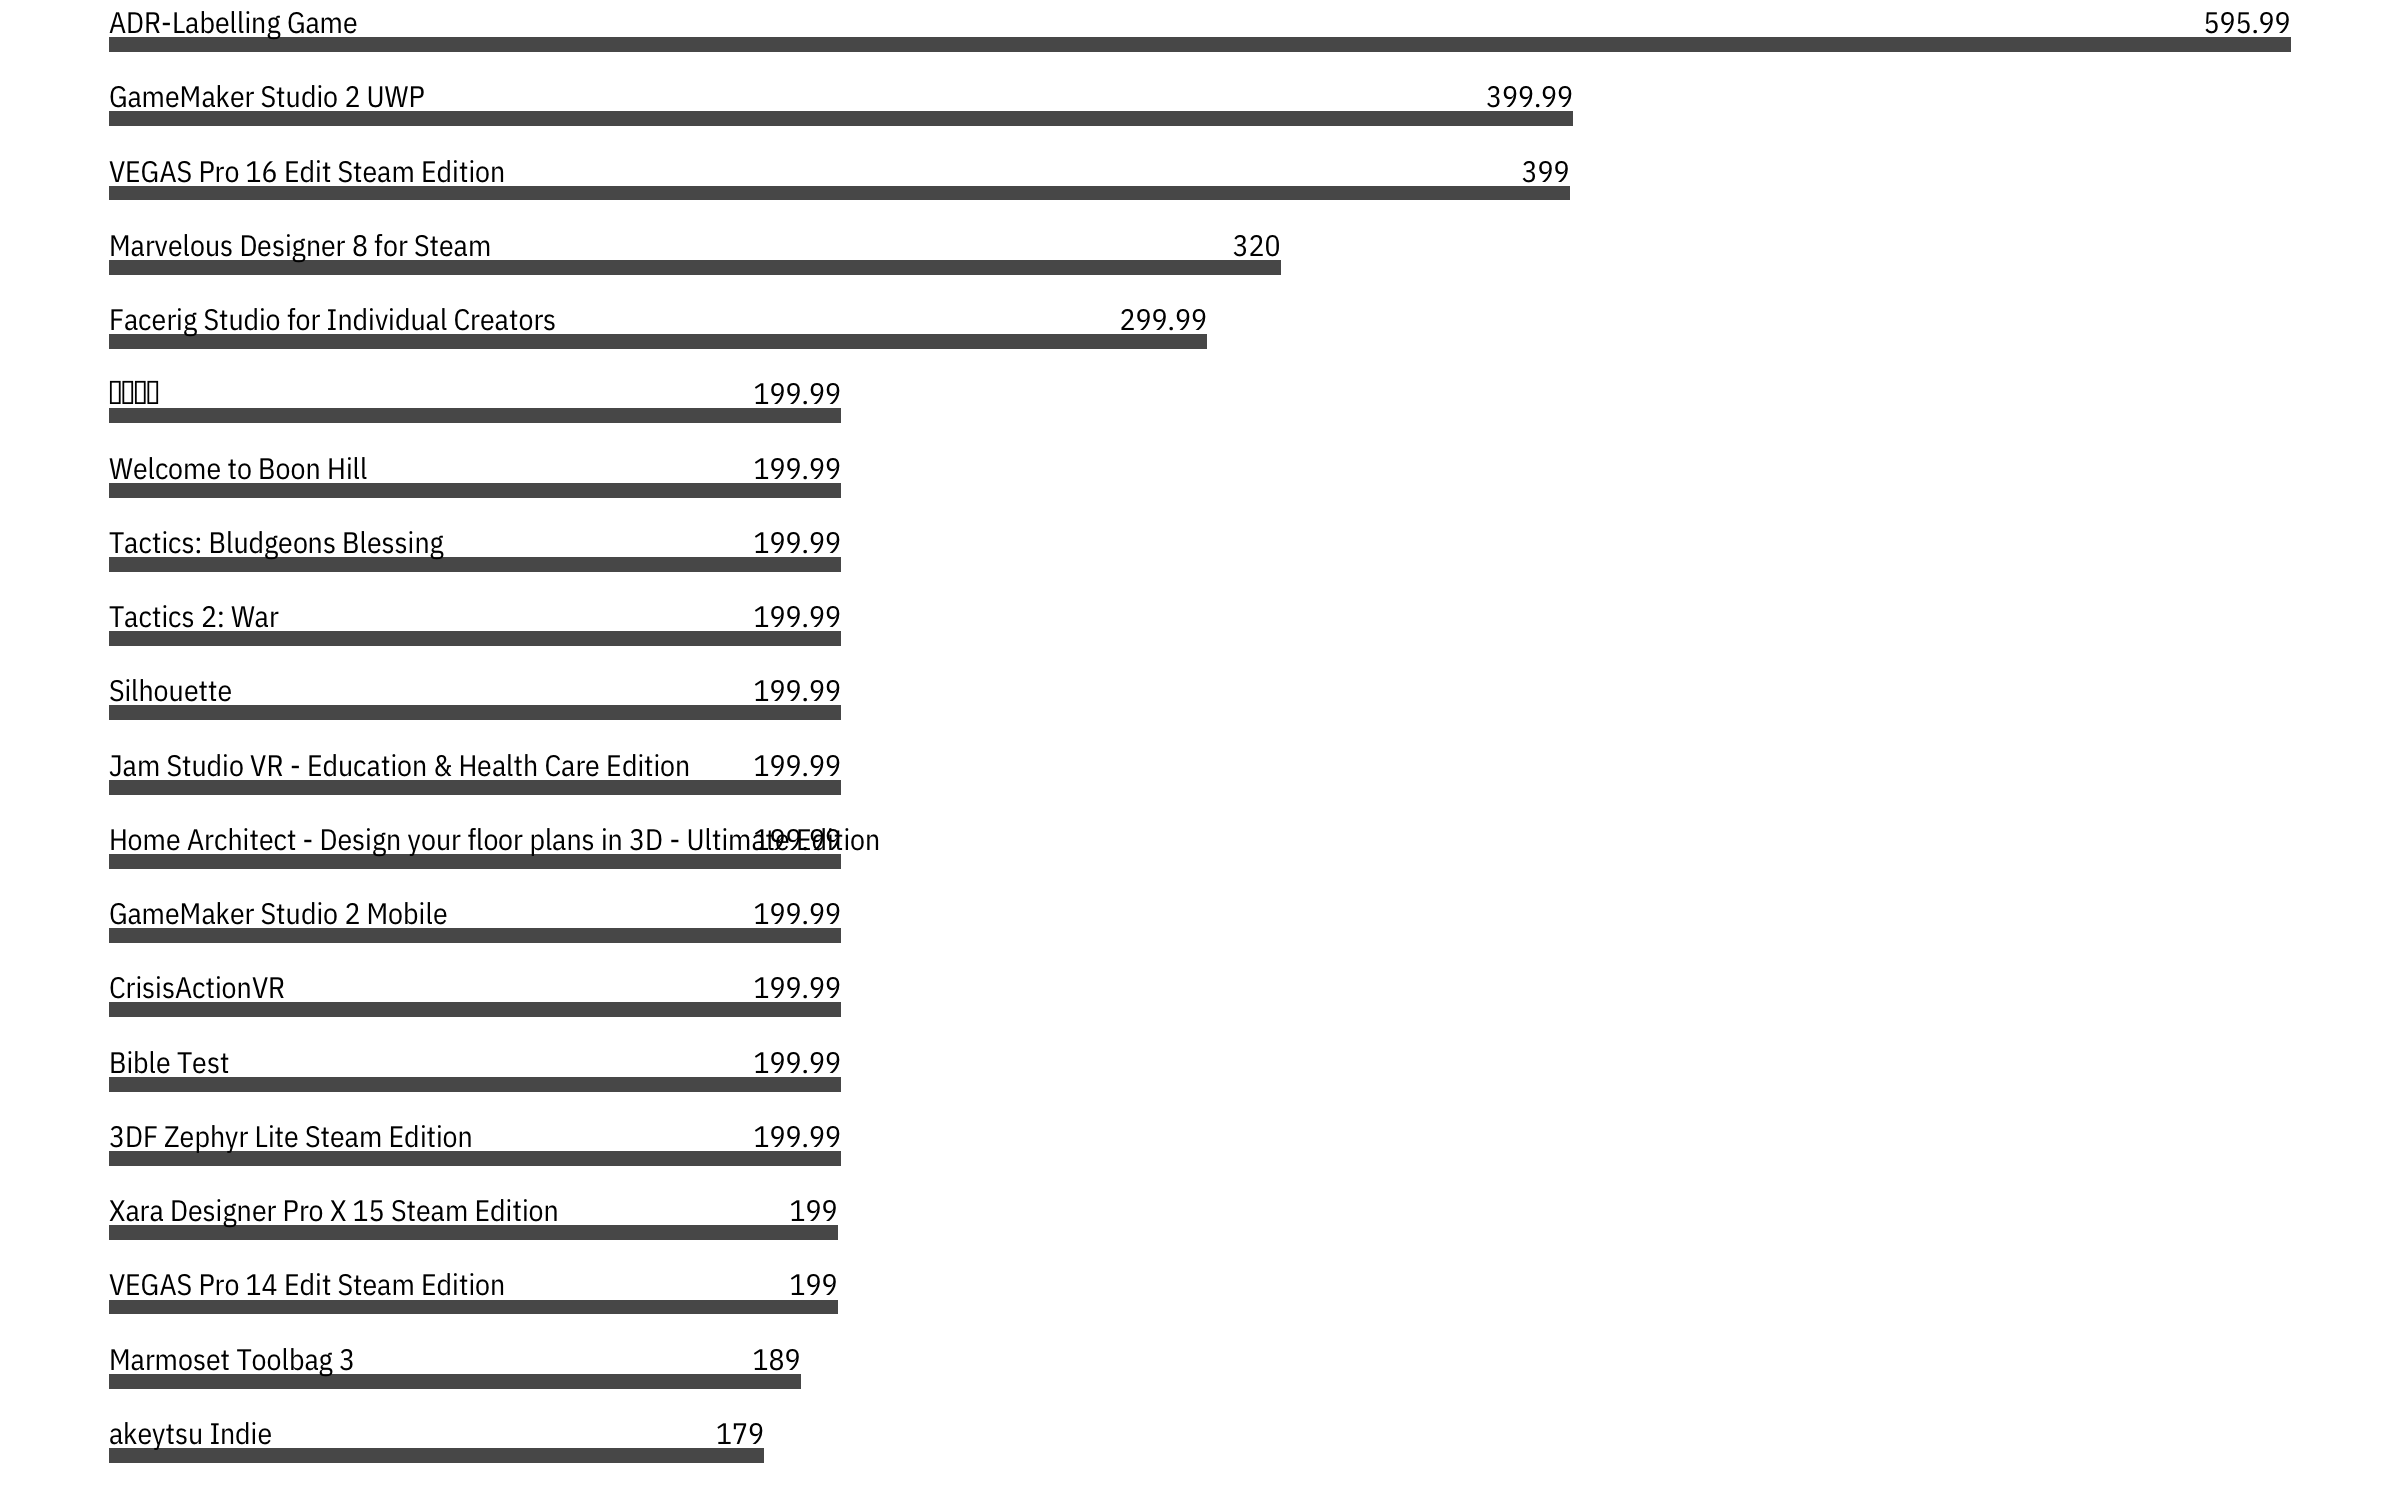 ADR-Labelling Game 595.99
GameMaker Studio 2 UWP 399.99
VEGAS Pro 16 Edit Steam Edition 399
Marvelous Designer 8 for Steam 320
Facerig Studio for Individual Creators 299.99
199.99
Welcome to Boon Hill 199.99
Tactics: Bludgeons Blessing 199.99
Tactics 2: War 199.99
Silhouette 199.99
Jam Studio VR - Education & Health Care Edition 199.99
Home Architect - Design your floor plans in 3D - Ultimate Edition 199.99
GameMaker Studio 2 Mobile 199.99
CrisisActionVR 199.99
Bible Test 199.99
3DF Zephyr Lite Steam Edition 199.99
Xara Designer Pro X 15 Steam Edition 199
VEGAS Pro 14 Edit Steam Edition 199
Marmoset Toolbag 3 189
akeytsu Indie 179